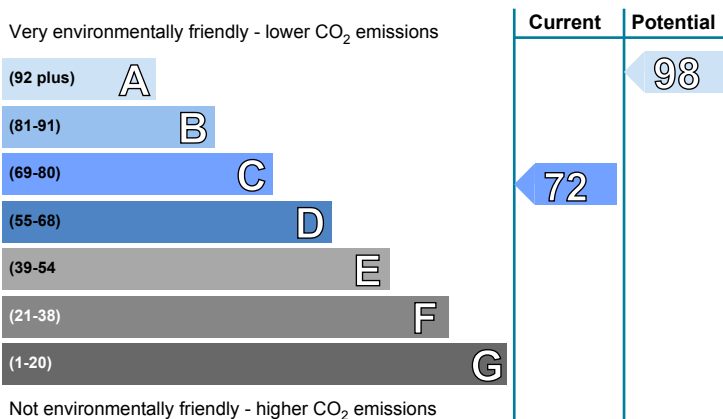 Current Potential
Very environmentally friendly - lower CO2 emissions
(92 plus) A 98
(81-91) B
(69-80) C 72
(55-68) D
(39-54 E
(21-38) F
(1-20) G
Not environmentally friendly - higher CO2 emissions